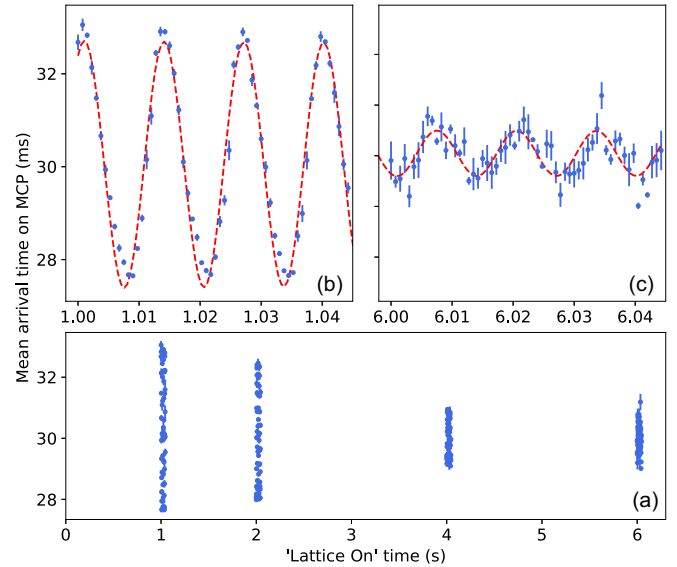 Mean arrival time on MCP (ms)
32
30
28
(b)
(c)
1.00 1.01 1.02 1.03 1.04
6.00 6.01 6.02 6.03 6.04
32
30
28
(a)
0 1 2 3 4 5 6
'Lattice On' time (s)